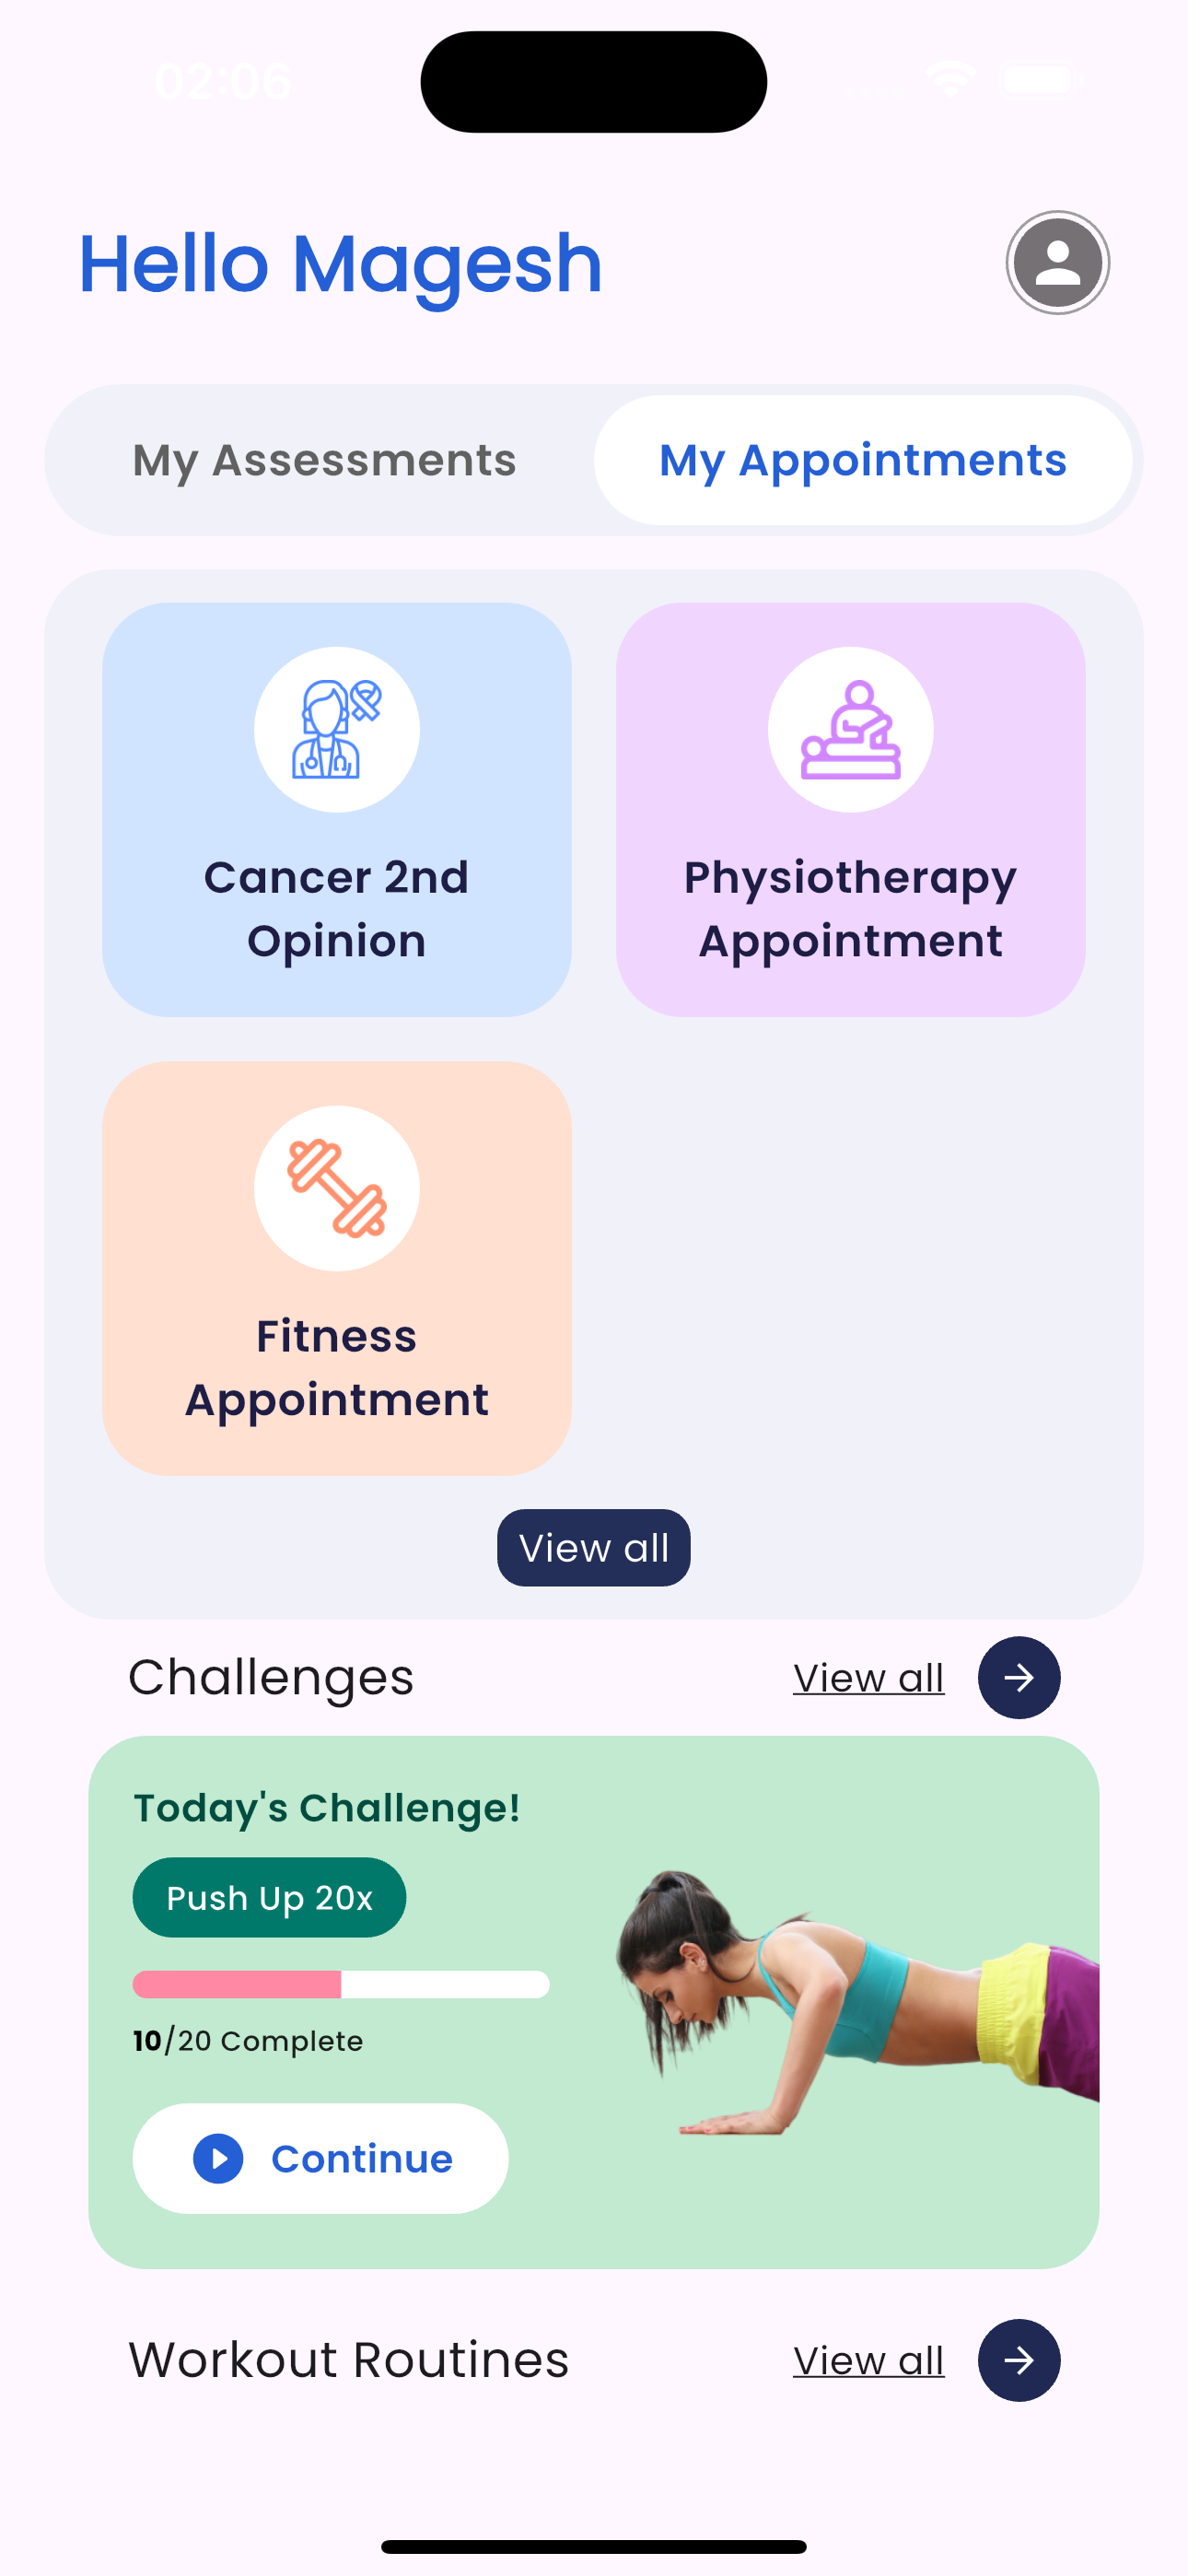 02:06
Hello Magesh
My Assessments
My Appointments
Cancer 2nd
Opinion
Physiotherapy
Appointment
Fitness
Appointment
View all
Challenges
View all
Today's Challenge!
Push Up 20x
10/20 Complete
Continue
Workout Routines
View all